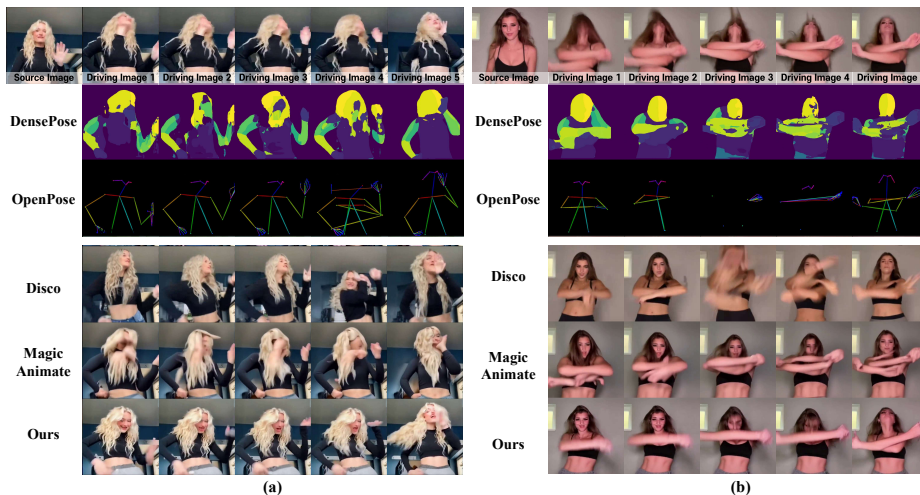 Source Image Driving Image 1 Driving Image 2 Driving Image 3 Driving Image 4 Driving Image 5
Source Image Driving Image 1 Driving Image 2 Driving Image 3 Driving Image 4 Driving Image
DensePose
DensePose
OpenPose
OpenPose
Disco
Disco
Magic
Animate
Magic
Animate
Ours
Ours
(a)
(b)